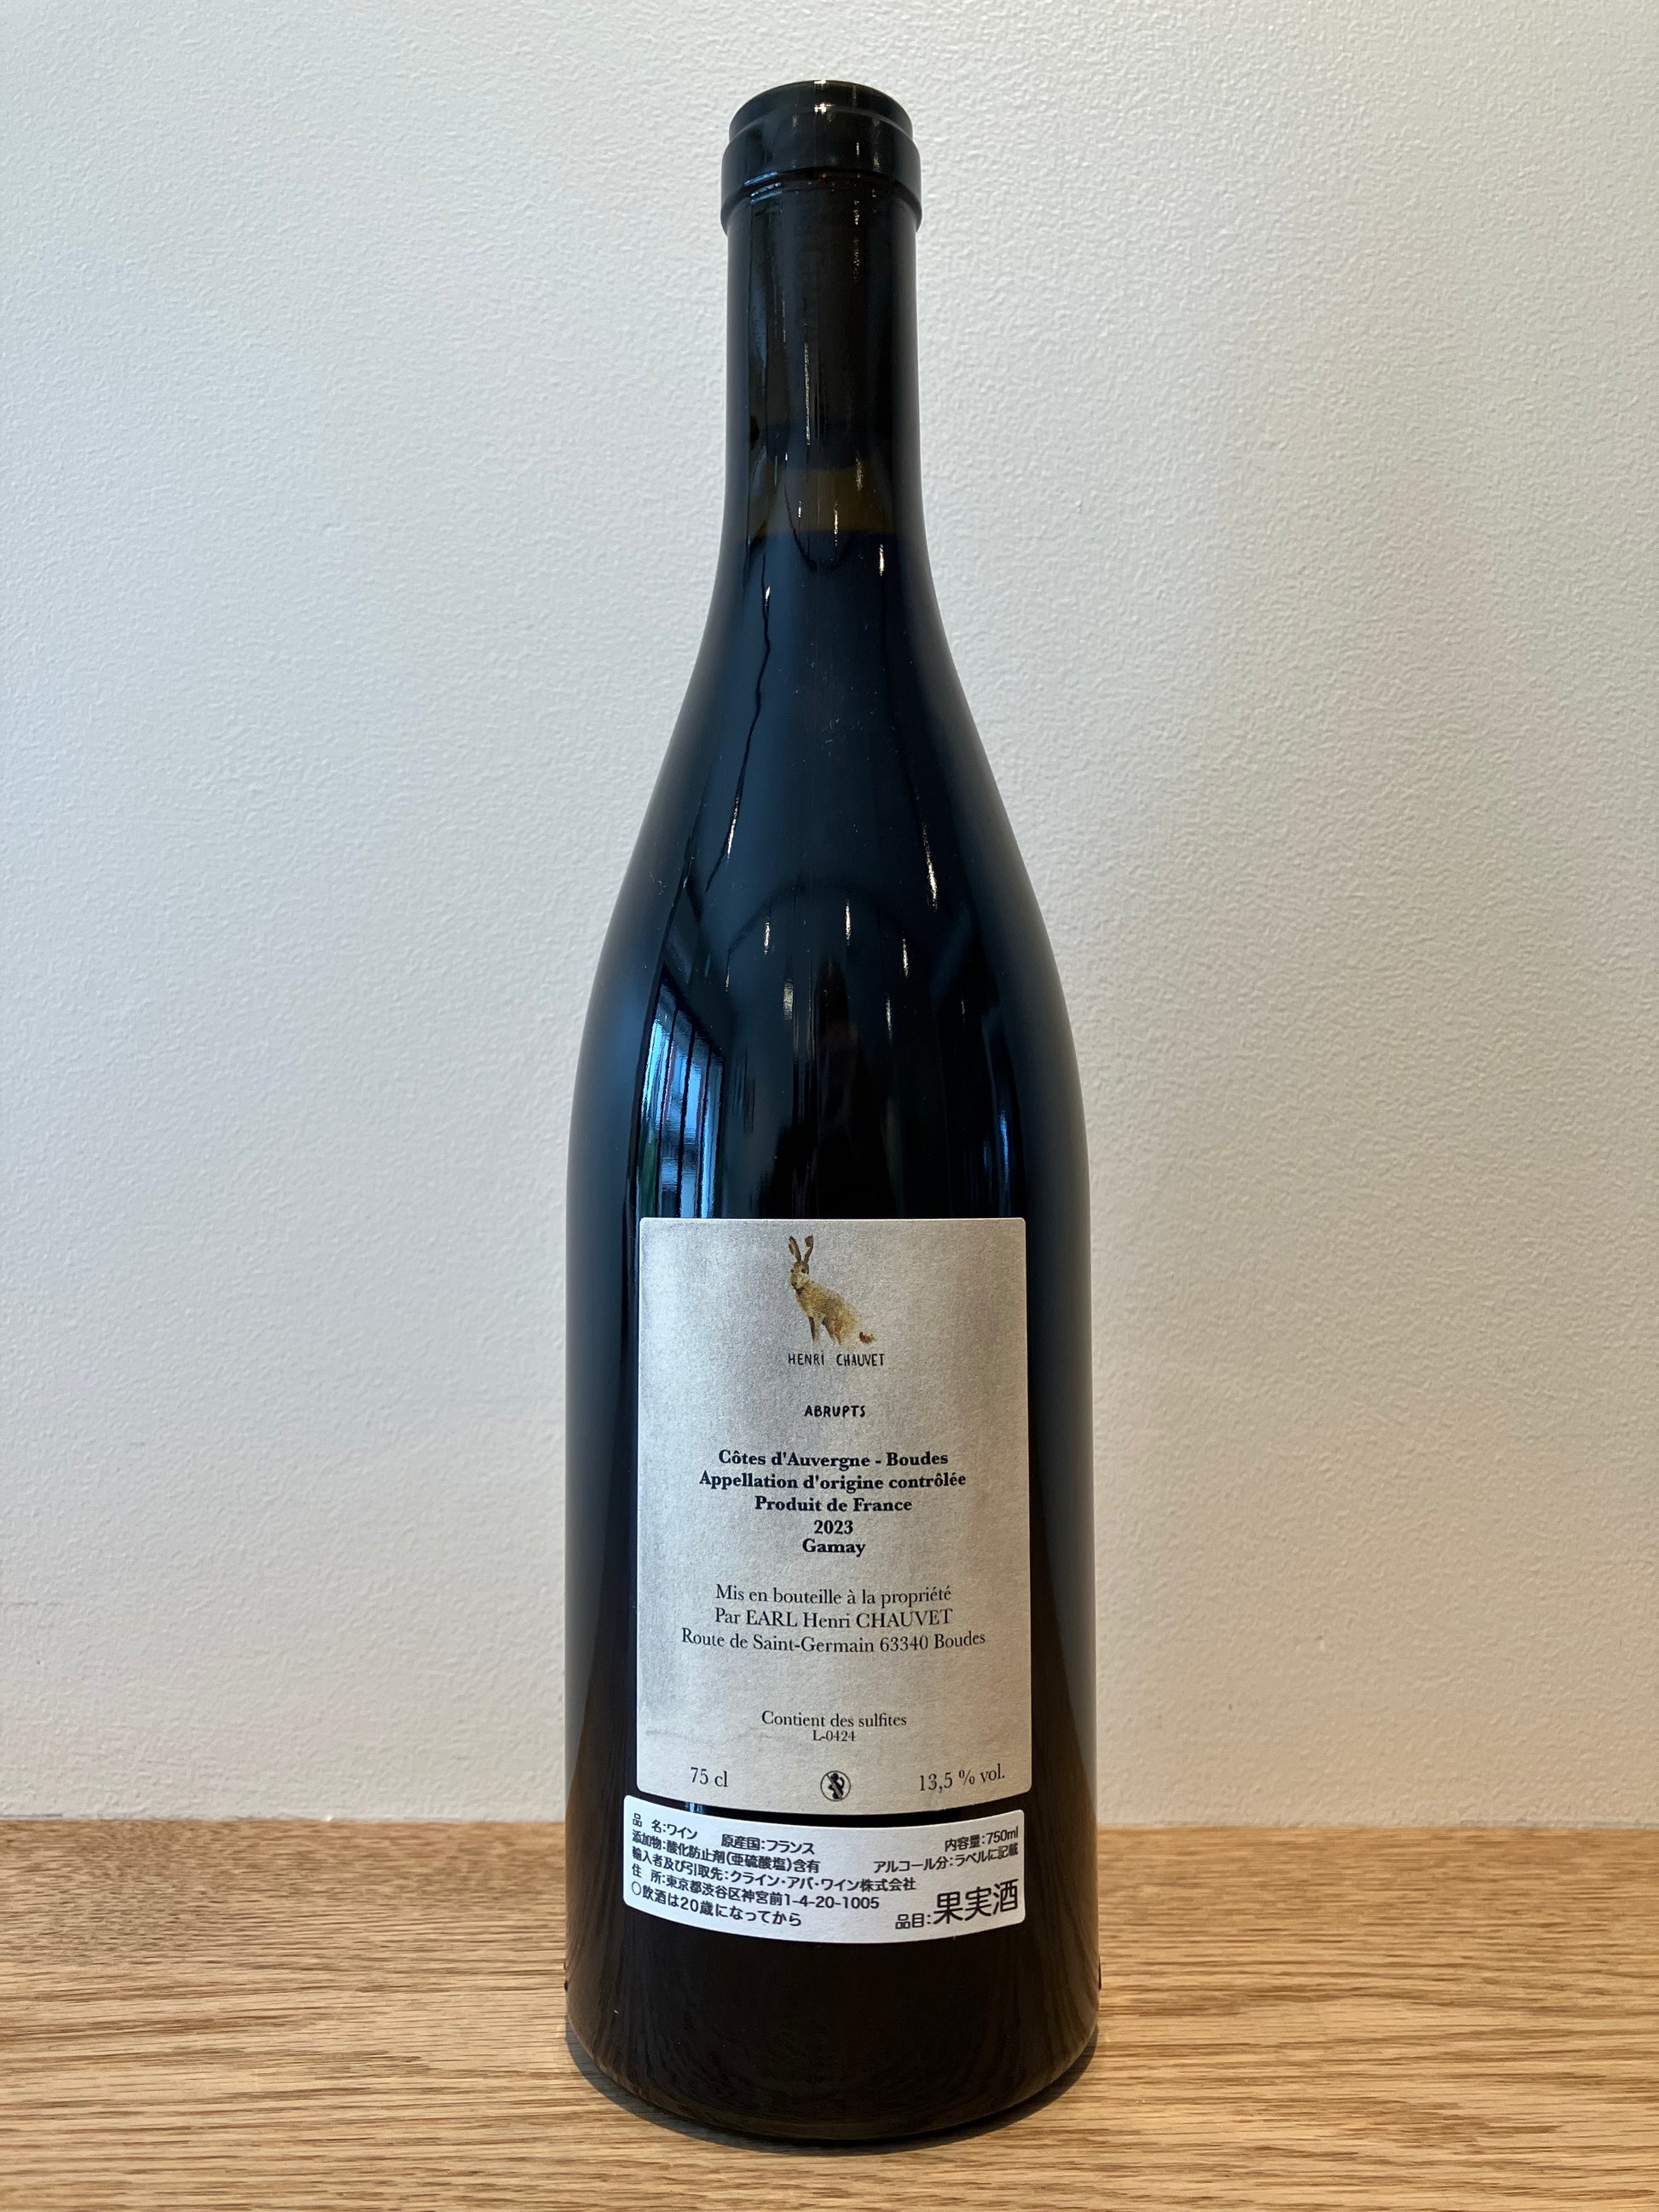 HENRI CHAUVET
ABRUPTS
Côtes d'Auvergne - Boudes
Appellation d'origine contrôlée
Produit de France
2023
Gamay
Mis en bouteille à la propriété
Par EARL Henri CHAUVET
Route de Saint-Germain 63340 Boudes
Contient des sulfites
L-0424
75 cl 13,5 % vol.
品 名:ワイン 原産国:フランス 内容量:750ml
添加物:酸化防止剤(亜硫酸塩)含有 アルコール分:ラベルに記載
輸入者及び引取先:クライン・アパ・ワイン株式会社
住 所:東京都渋谷区神宮前1-4-20-1005
○飲酒は20歳になってから 品目:果実酒